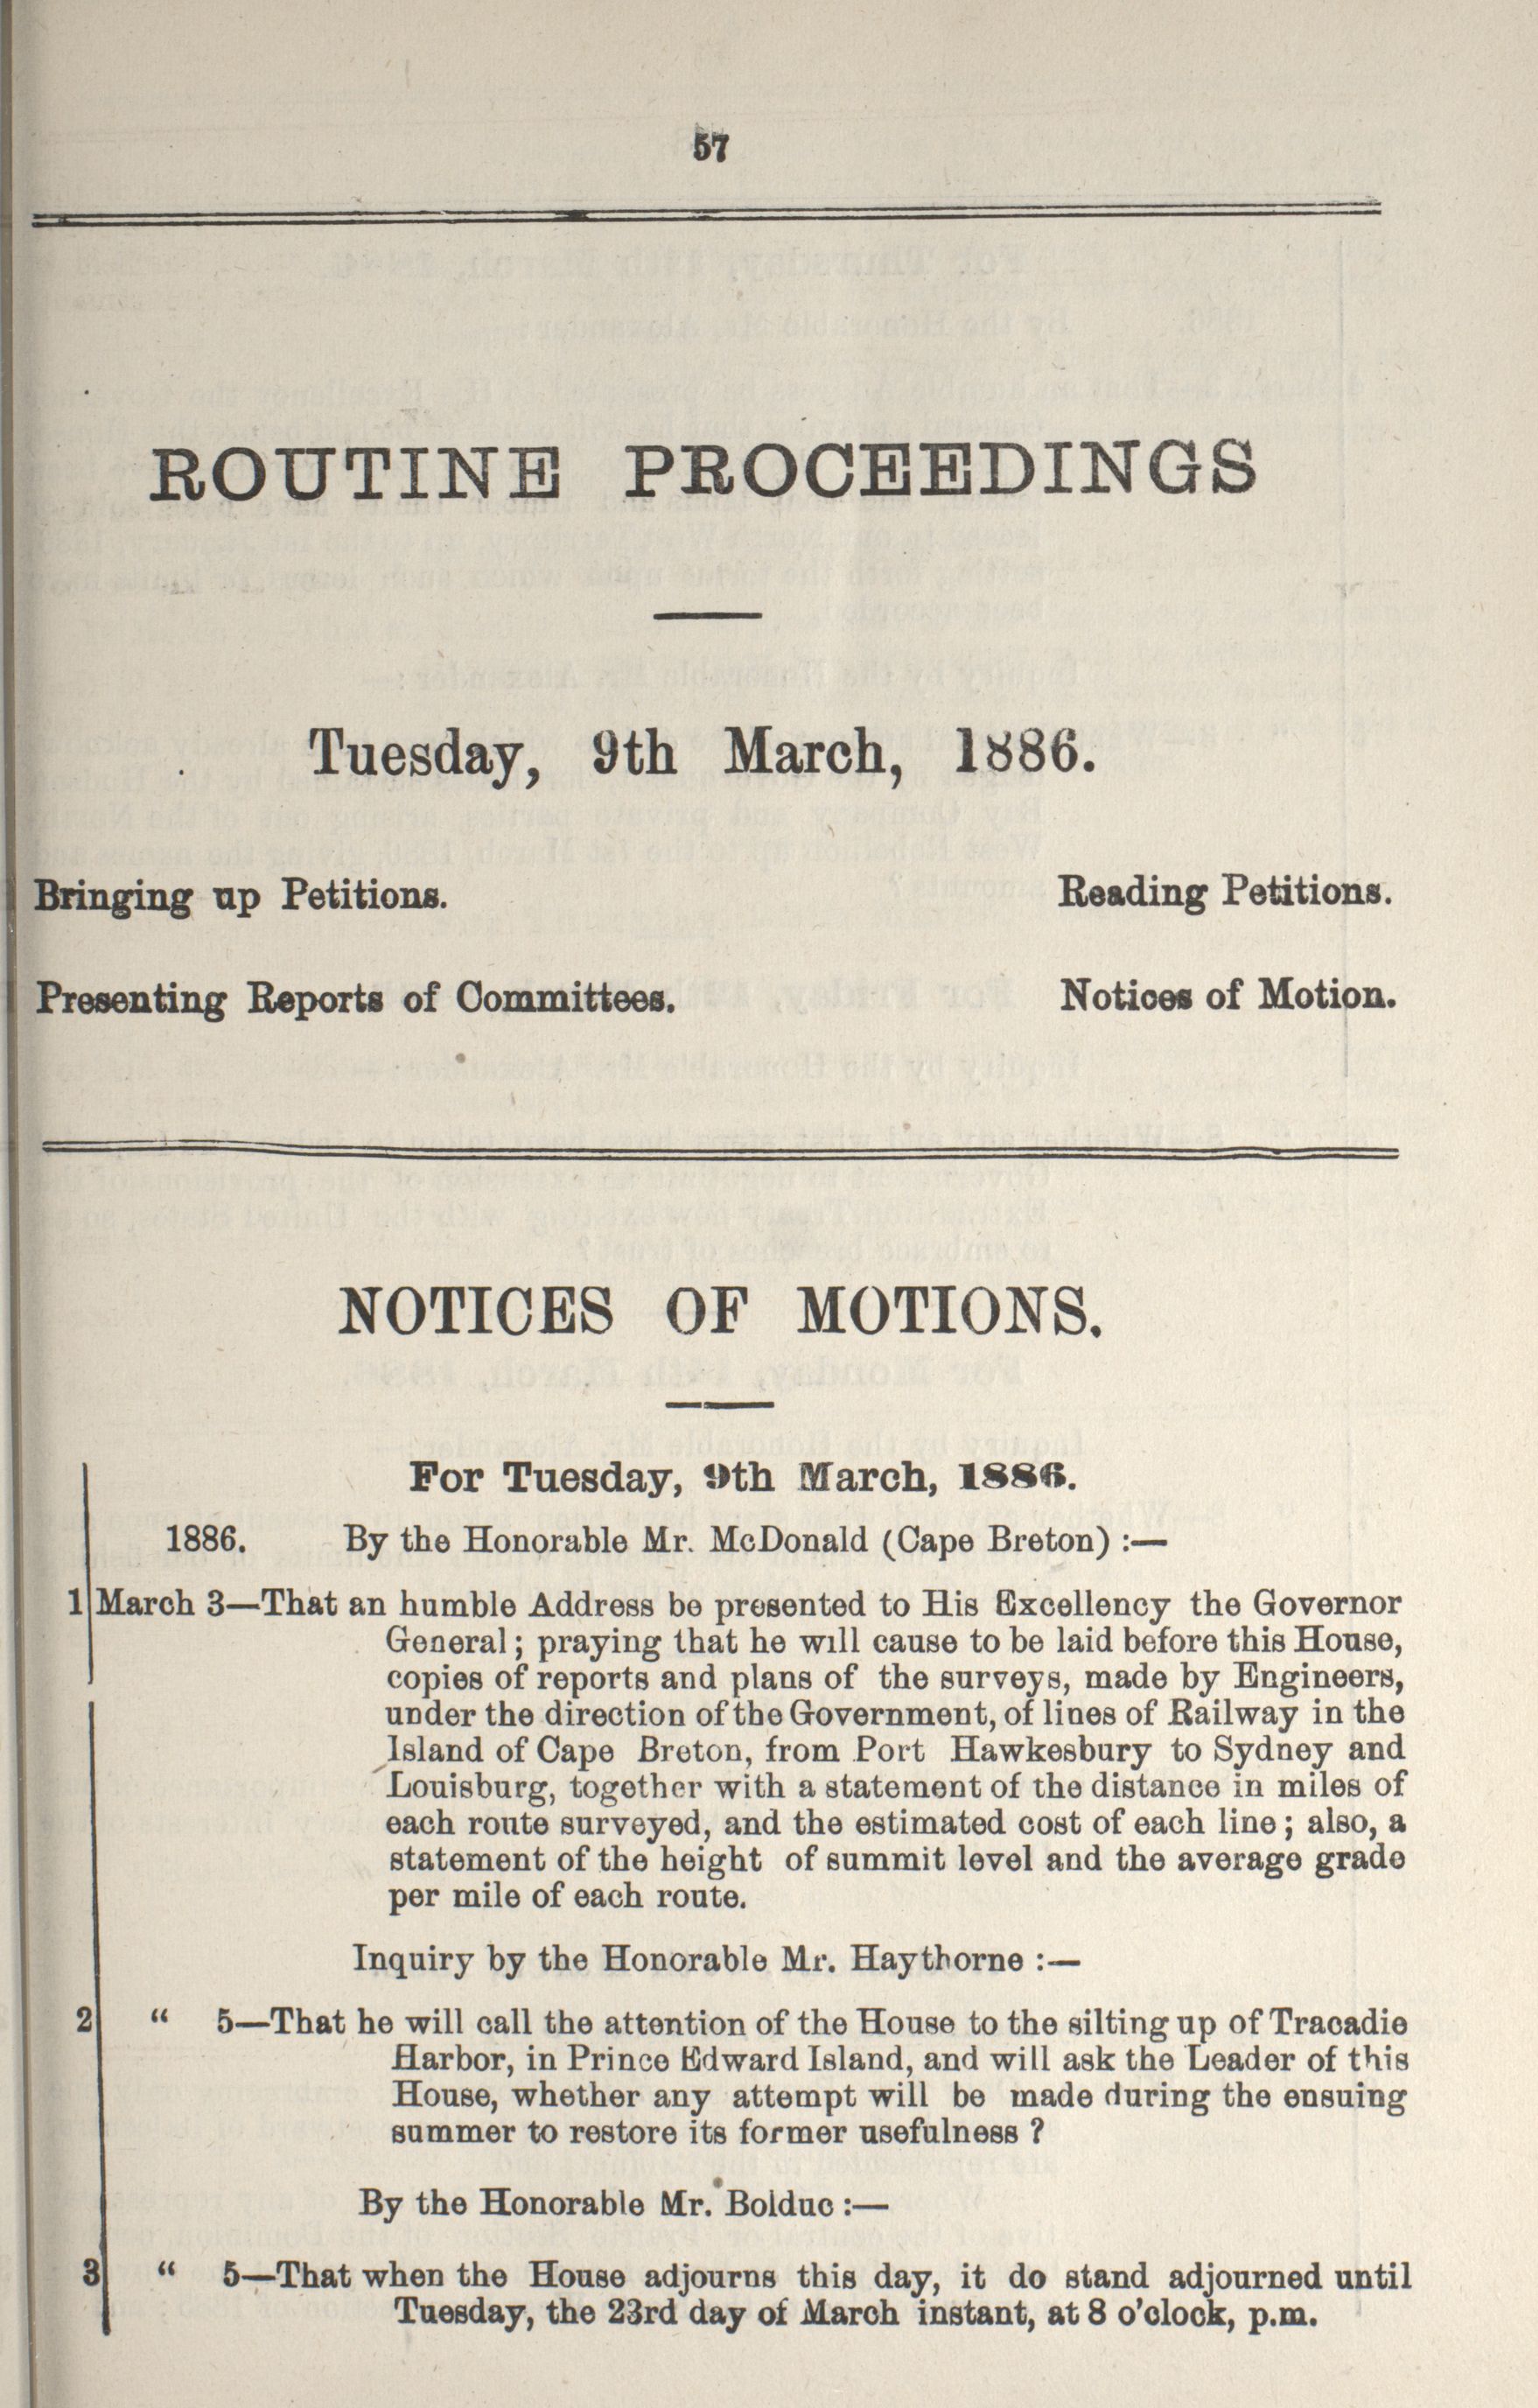 57
ROUTINE PROCEEDINGS
Tuesday, 9th March, 1886.
Bringing up Petitions. Reading Petitions.
Presenting Reports of Committees. Notices of Motion.
NOTICES OF MOTIONS.
For Tuesday, 9th March, 1886.
1886. By the Honorable Mr. McDonald (Cape Breton) :—
1 March 3—That an humble Address be presented to His Excellency the Governor
General; praying that he will cause to be laid before this House,
copies of reports and plans of the surveys, made by Engineers,
under the direction of the Government, of lines of Railway in the
Island of Cape Breton, from Port Hawkesbury to Sydney and
Louisburg, together with a statement of the distance in miles of
each route surveyed, and the estimated cost of each line; also, a
statement of the height of summit level and the average grade
per mile of each route.
Inquiry by the Honorable Mr. Haythorne :—
2 “ 5—That he will call the attention of the House to the silting up of Tracadie
Harbor, in Prince Edward Island, and will ask the Leader of this
House, whether any attempt will be made during the ensuing
summer to restore its former usefulness ?
By the Honorable Mr. Bolduc :—
3 “ 5—That when the House adjourns this day, it do stand adjourned until
Tuesday, the 23rd day of March instant, at 8 o'clock, p.m.